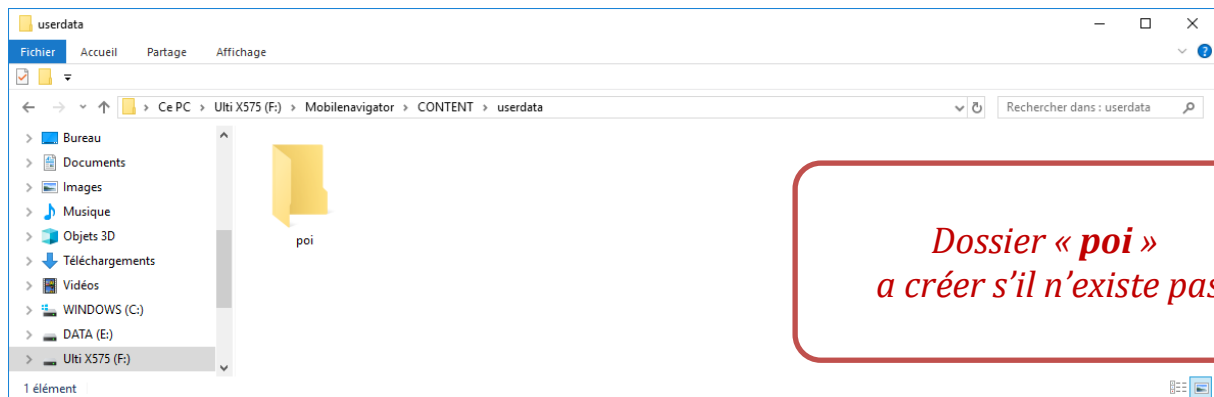 userdata
Fichier Accueil Partage Affichage
Ce PC > Ulti X575 (F:) > Mobilenavigator > CONTENT > userdata
Rechercher dans : userdata
Bureau
Documents
Images
Musique
Objets 3D
Téléchargements
Vidéos
WINDOWS (C:)
DATA (E:)
Ulti X575 (F:)
poi
Dossier « poi »
a créer s’il n’existe pas
1 élément